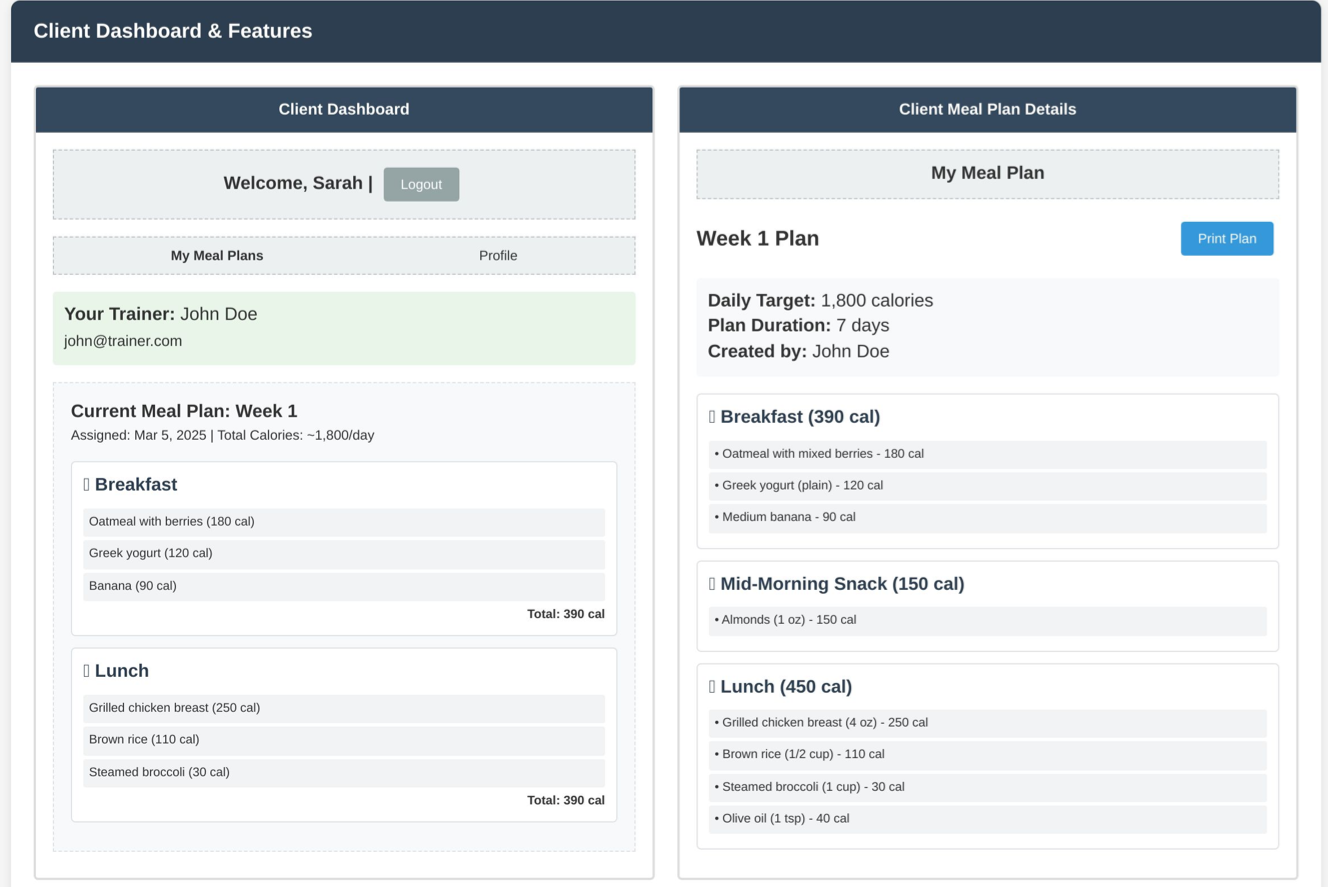 Client Dashboard & Features
Client Dashboard
Welcome, Sarah |
Logout
My Meal Plans
Profile
Your Trainer: John Doe
john@trainer.com
Current Meal Plan: Week 1
Assigned: Mar 5, 2025 | Total Calories: ~1,800/day
Breakfast
Oatmeal with berries (180 cal)
Greek yogurt (120 cal)
Banana (90 cal)
Total: 390 cal
Lunch
Grilled chicken breast (250 cal)
Brown rice (110 cal)
Steamed broccoli (30 cal)
Total: 390 cal
Client Meal Plan Details
My Meal Plan
Week 1 Plan
Print Plan
Daily Target: 1,800 calories
Plan Duration: 7 days
Created by: John Doe
Breakfast (390 cal)
• Oatmeal with mixed berries - 180 cal
• Greek yogurt (plain) - 120 cal
• Medium banana - 90 cal
Mid-Morning Snack (150 cal)
• Almonds (1 oz) - 150 cal
Lunch (450 cal)
• Grilled chicken breast (4 oz) - 250 cal
• Brown rice (1/2 cup) - 110 cal
• Steamed broccoli (1 cup) - 30 cal
• Olive oil (1 tsp) - 40 cal